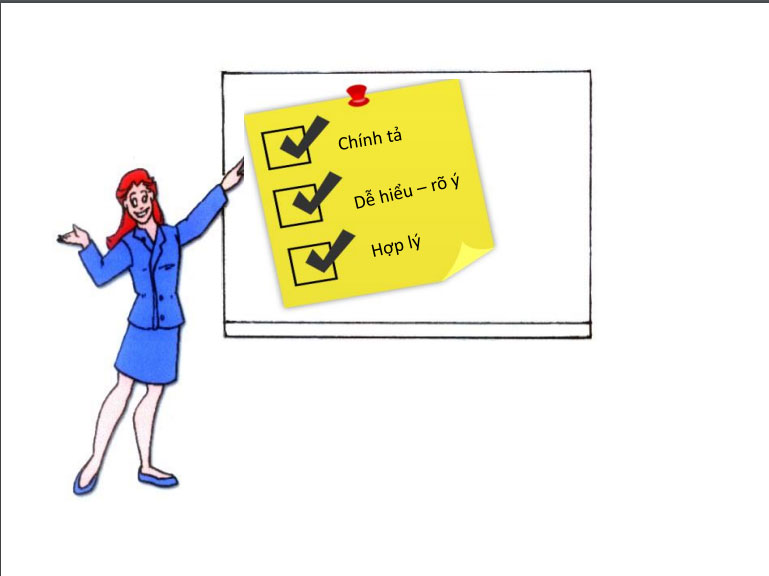 Chính tả
Dễ hiểu – rõ ý
Hợp lý